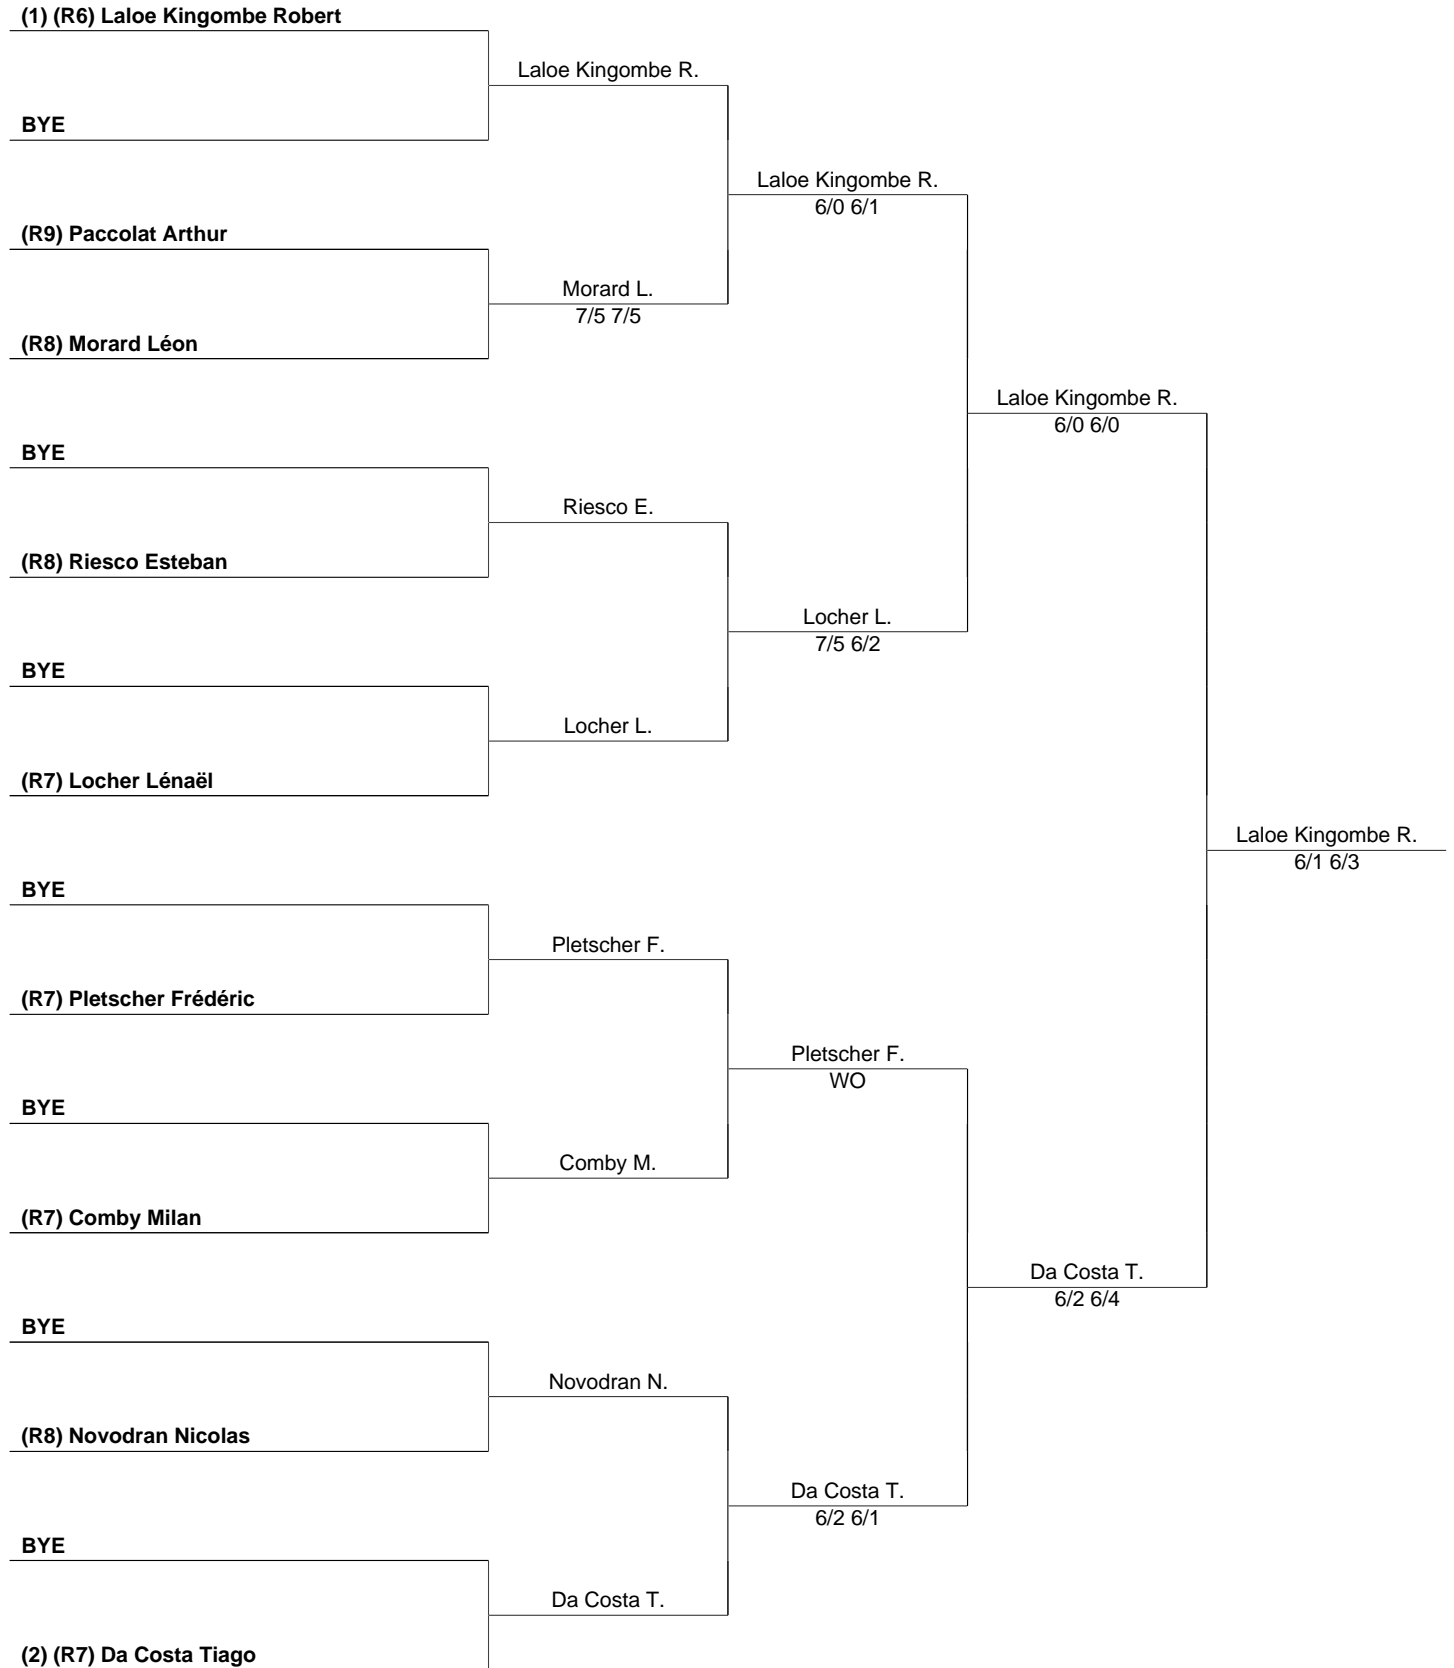 (1) (R6) Laloe Kingombe Robert
Laloe Kingombe R.
BYE
Laloe Kingombe R.
6/0 6/1
(R9) Paccolat Arthur
Morard L.
7/5 7/5
(R8) Morard Léon
Laloe Kingombe R.
6/0 6/0
BYE
Riesco E.
(R8) Riesco Esteban
Locher L.
7/5 6/2
BYE
Locher L.
(R7) Locher Lénaël
Laloe Kingombe R.
6/1 6/3
BYE
Pletscher F.
(R7) Pletscher Frédéric
Pletscher F.
WO
BYE
Comby M.
(R7) Comby Milan
Da Costa T.
6/2 6/4
BYE
Novodran N.
(R8) Novodran Nicolas
Da Costa T.
6/2 6/1
BYE
Da Costa T.
(2) (R7) Da Costa Tiago